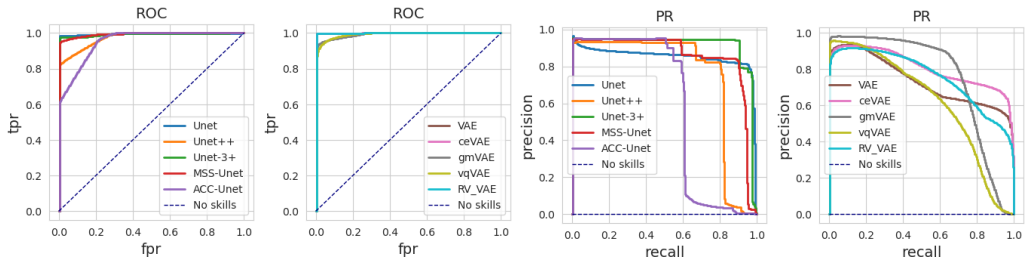 ROC
tpr
1.0
0.8
0.6
0.4
0.2
0.0
Unet
Unet++
Unet-3+
MSS-Unet
ACC-Unet
No skills
0.0 0.2 0.4 0.6 0.8 1.0
fpr
ROC
tpr
1.0
0.8
0.6
0.4
0.2
0.0
VAE
ceVAE
gmVAE
vqVAE
RV_VAE
No skills
0.0 0.2 0.4 0.6 0.8 1.0
fpr
PR
precision
1.0
0.8
0.6
0.4
0.2
0.0
Unet
Unet++
Unet-3+
MSS-Unet
ACC-Unet
No skills
0.0 0.2 0.4 0.6 0.8 1.0
recall
PR
precision
1.0
0.8
0.6
0.4
0.2
0.0
VAE
ceVAE
gmVAE
vqVAE
RV_VAE
No skills
0.0 0.2 0.4 0.6 0.8 1.0
recall